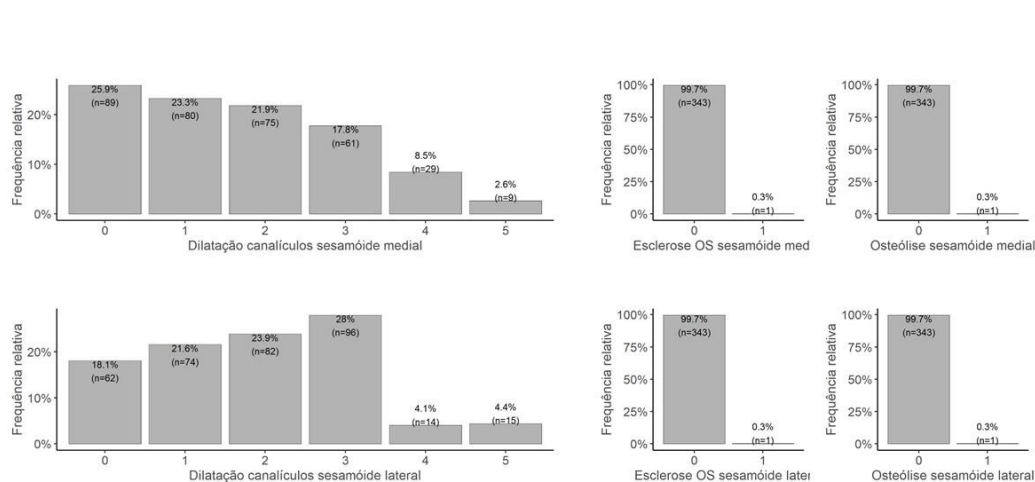 Frequência relativa
20%
10%
0%
25.9%
(n=89)
23.3%
(n=80)
21.9%
(n=75)
17.8%
(n=61)
8.5%
(n=29)
2.6%
(n=9)
0 1 2 3 4 5
Dilatação canalículos sesamóide medial
Frequência relativa
100%
75%
50%
25%
0%
99.7%
(n=343)
0.3%
(n=1)
0 1
Esclerose OS sesamóide med
Frequência relativa
100%
75%
50%
25%
0%
99.7%
(n=343)
0.3%
(n=1)
0 1
Osteólise sesamóide medial
Frequência relativa
20%
10%
0%
18.1%
(n=62)
21.6%
(n=74)
23.9%
(n=82)
28%
(n=96)
4.1%
(n=14)
4.4%
(n=15)
0 1 2 3 4 5
Dilatação canalículos sesamóide lateral
Frequência relativa
100%
75%
50%
25%
0%
99.7%
(n=343)
0.3%
(n=1)
0 1
Esclerose OS sesamóide later
Frequência relativa
100%
75%
50%
25%
0%
99.7%
(n=343)
0.3%
(n=1)
0 1
Osteólise sesamóide lateral